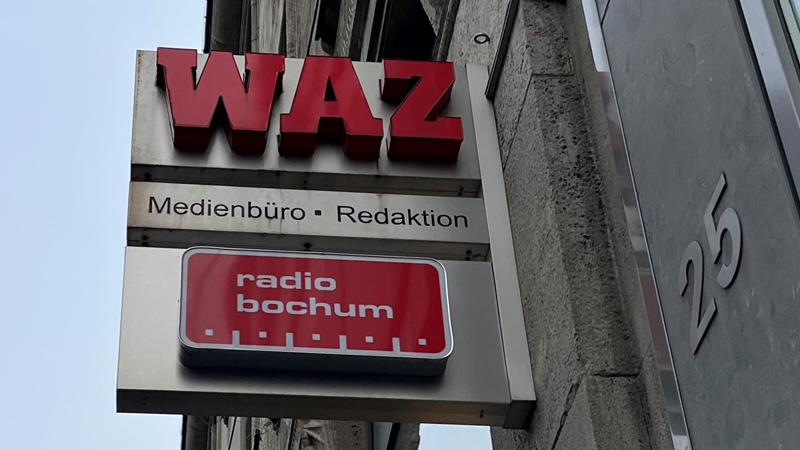 WAZ
Medienbüro ▪ Redaktion
radio
bochum
25